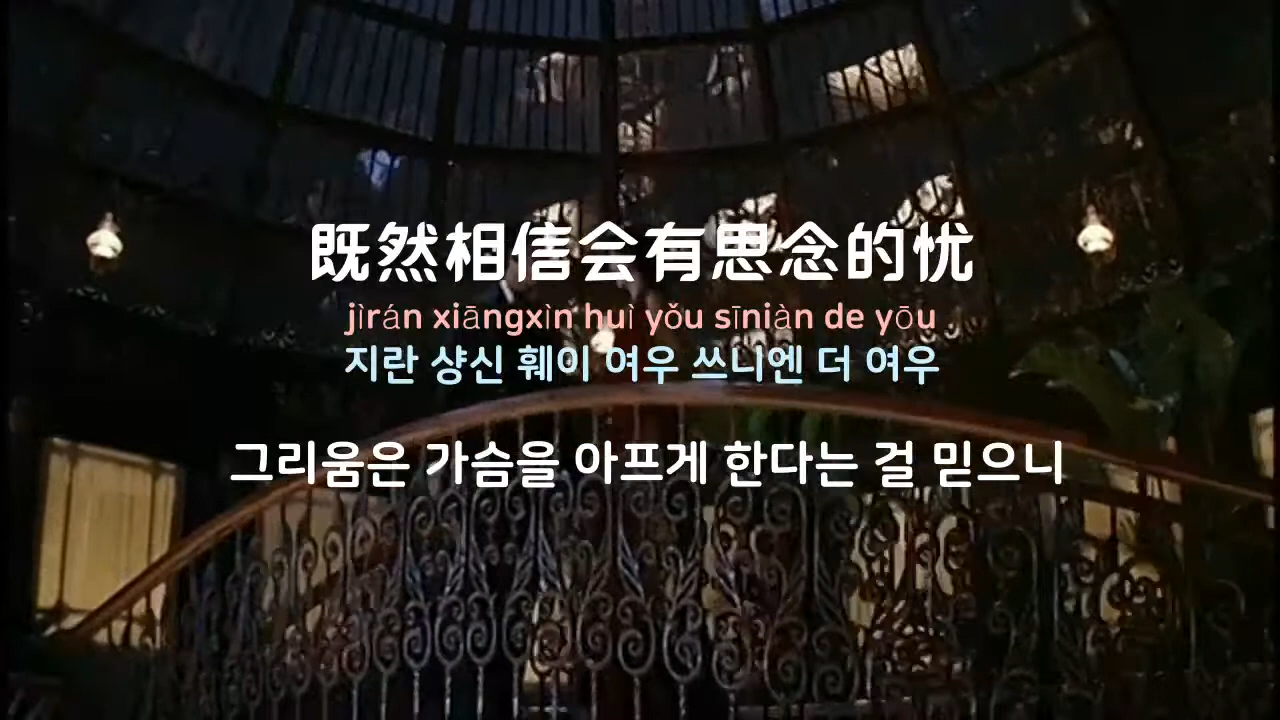 既然相信会有思念的忧
jìrán xiāngxìn huì yǒu sīniàn de yōu
지란 샹신 훼이 여우 쓰니엔 더 여우
그리움은 가슴을 아프게 한다는 걸 믿으니